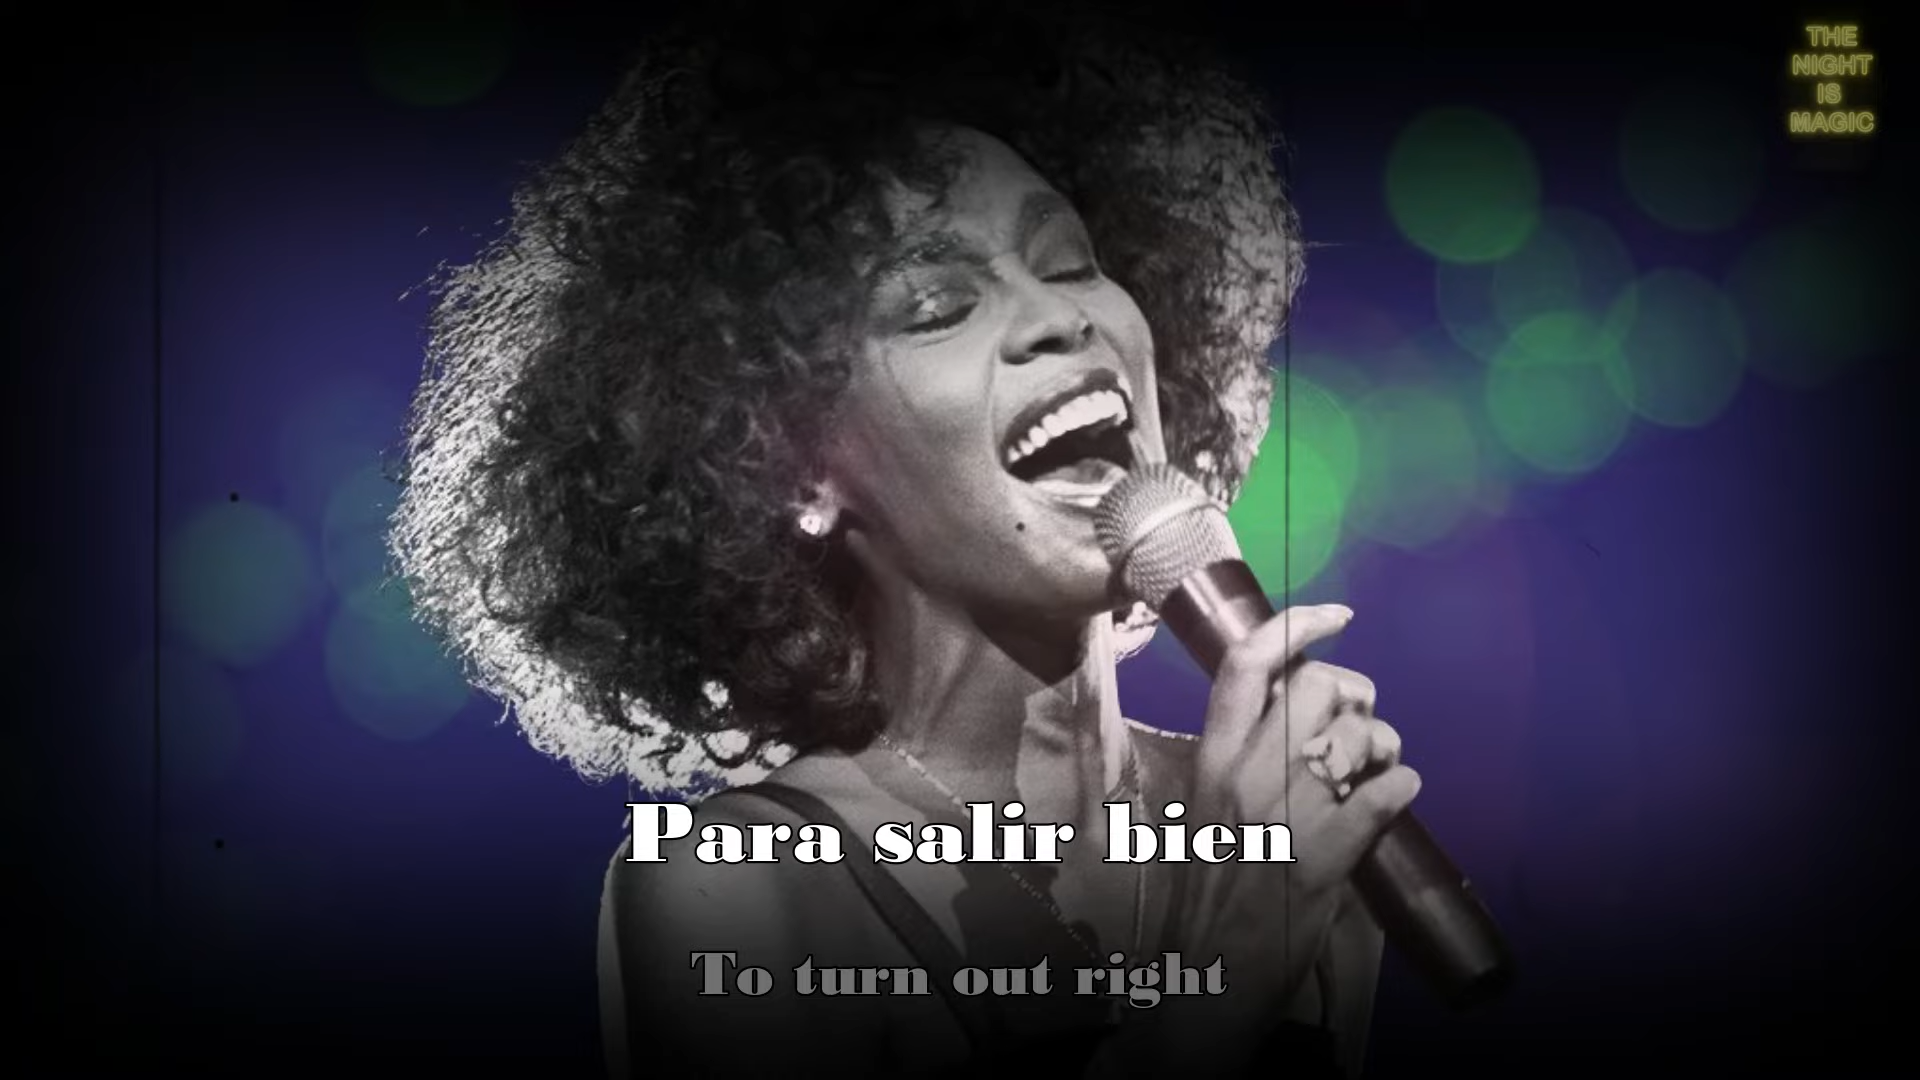 THE
NIGHT
IS
MAGIC
Para salir bien
To turn out right